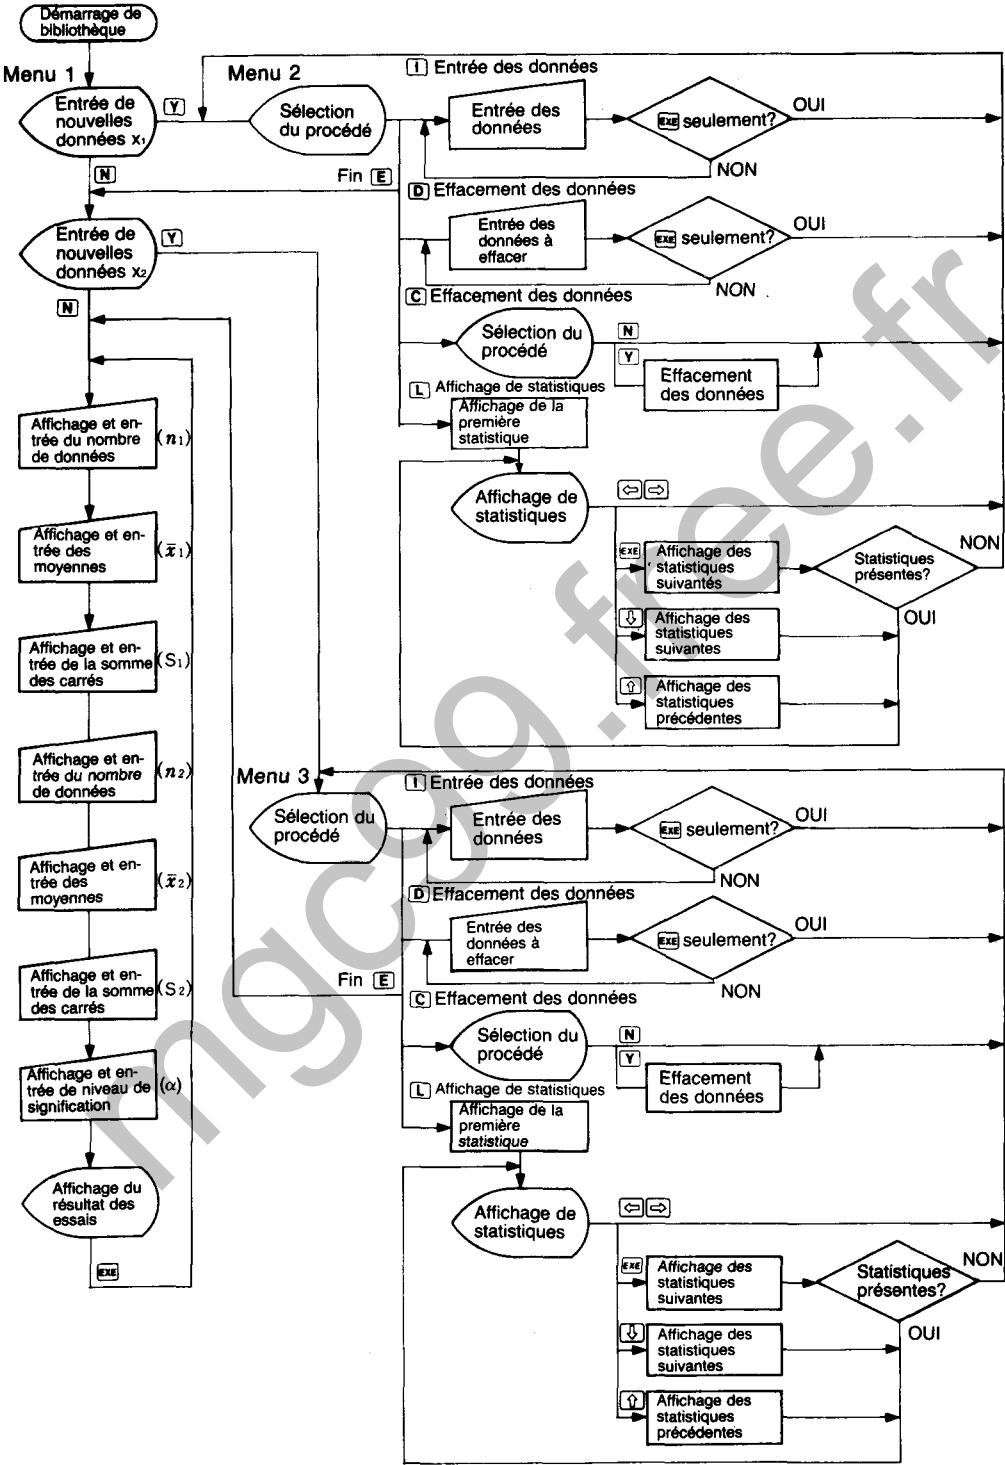 Démarrage de
bibliothèque
Menu 1
Entrée de
nouvelles
données x₁
Y
N
Entrée de
nouvelles
données x₂
Y
N
Affichage et en-
trée du nombre
de données
(n₁)
Affichage et en-
trée des
moyennes
(x̄₁)
Affichage et en-
trée de la somme
des carrés
(S₁)
Affichage et en-
trée du nombre
de données
(n₂)
Affichage et en-
trée des
moyennes
(x̄₂)
Affichage et en-
trée de la somme
des carrés
(S₂)
Affichage et en-
trée de niveau de
signification
(α)
Affichage du
résultat des
essais
EXE
Menu 2
Sélection
du procédé
Fin E
I Entrée des données
Entrée des
données
EXE seulement?
OUI
NON
D Effacement des données
Entrée des
données à
effacer
EXE seulement?
OUI
NON
C Effacement des données
Sélection du
procédé
N
Y
Effacement
des données
L Affichage de statistiques
Affichage de la
première
statistique
Affichage de
statistiques
⇦ ⇨
EXE
Affichage des
statistiques
suivantés
Statistiques
présentes?
NON
OUI
⇩
Affichage des
statistiques
suivantes
⇧
Affichage des
statistiques
précédentes
Menu 3
Sélection du
procédé
Fin E
I Entrée des données
Entrée des
données
EXE seulement?
OUI
NON
D Effacement des données
Entrée des
données à
effacer
EXE seulement?
OUI
NON
C Effacement des données
Sélection du
procédé
N
Y
Effacement
des données
L Affichage de statistiques
Affichage de la
première
statistique
Affichage de
statistiques
⇦ ⇨
EXE
Affichage des
statistiques
suivantes
Statistiques
présentes?
NON
OUI
⇩
Affichage des
statistiques
suivantes
⇧
Affichage des
statistiques
précédentes
mgcgg.free.fr